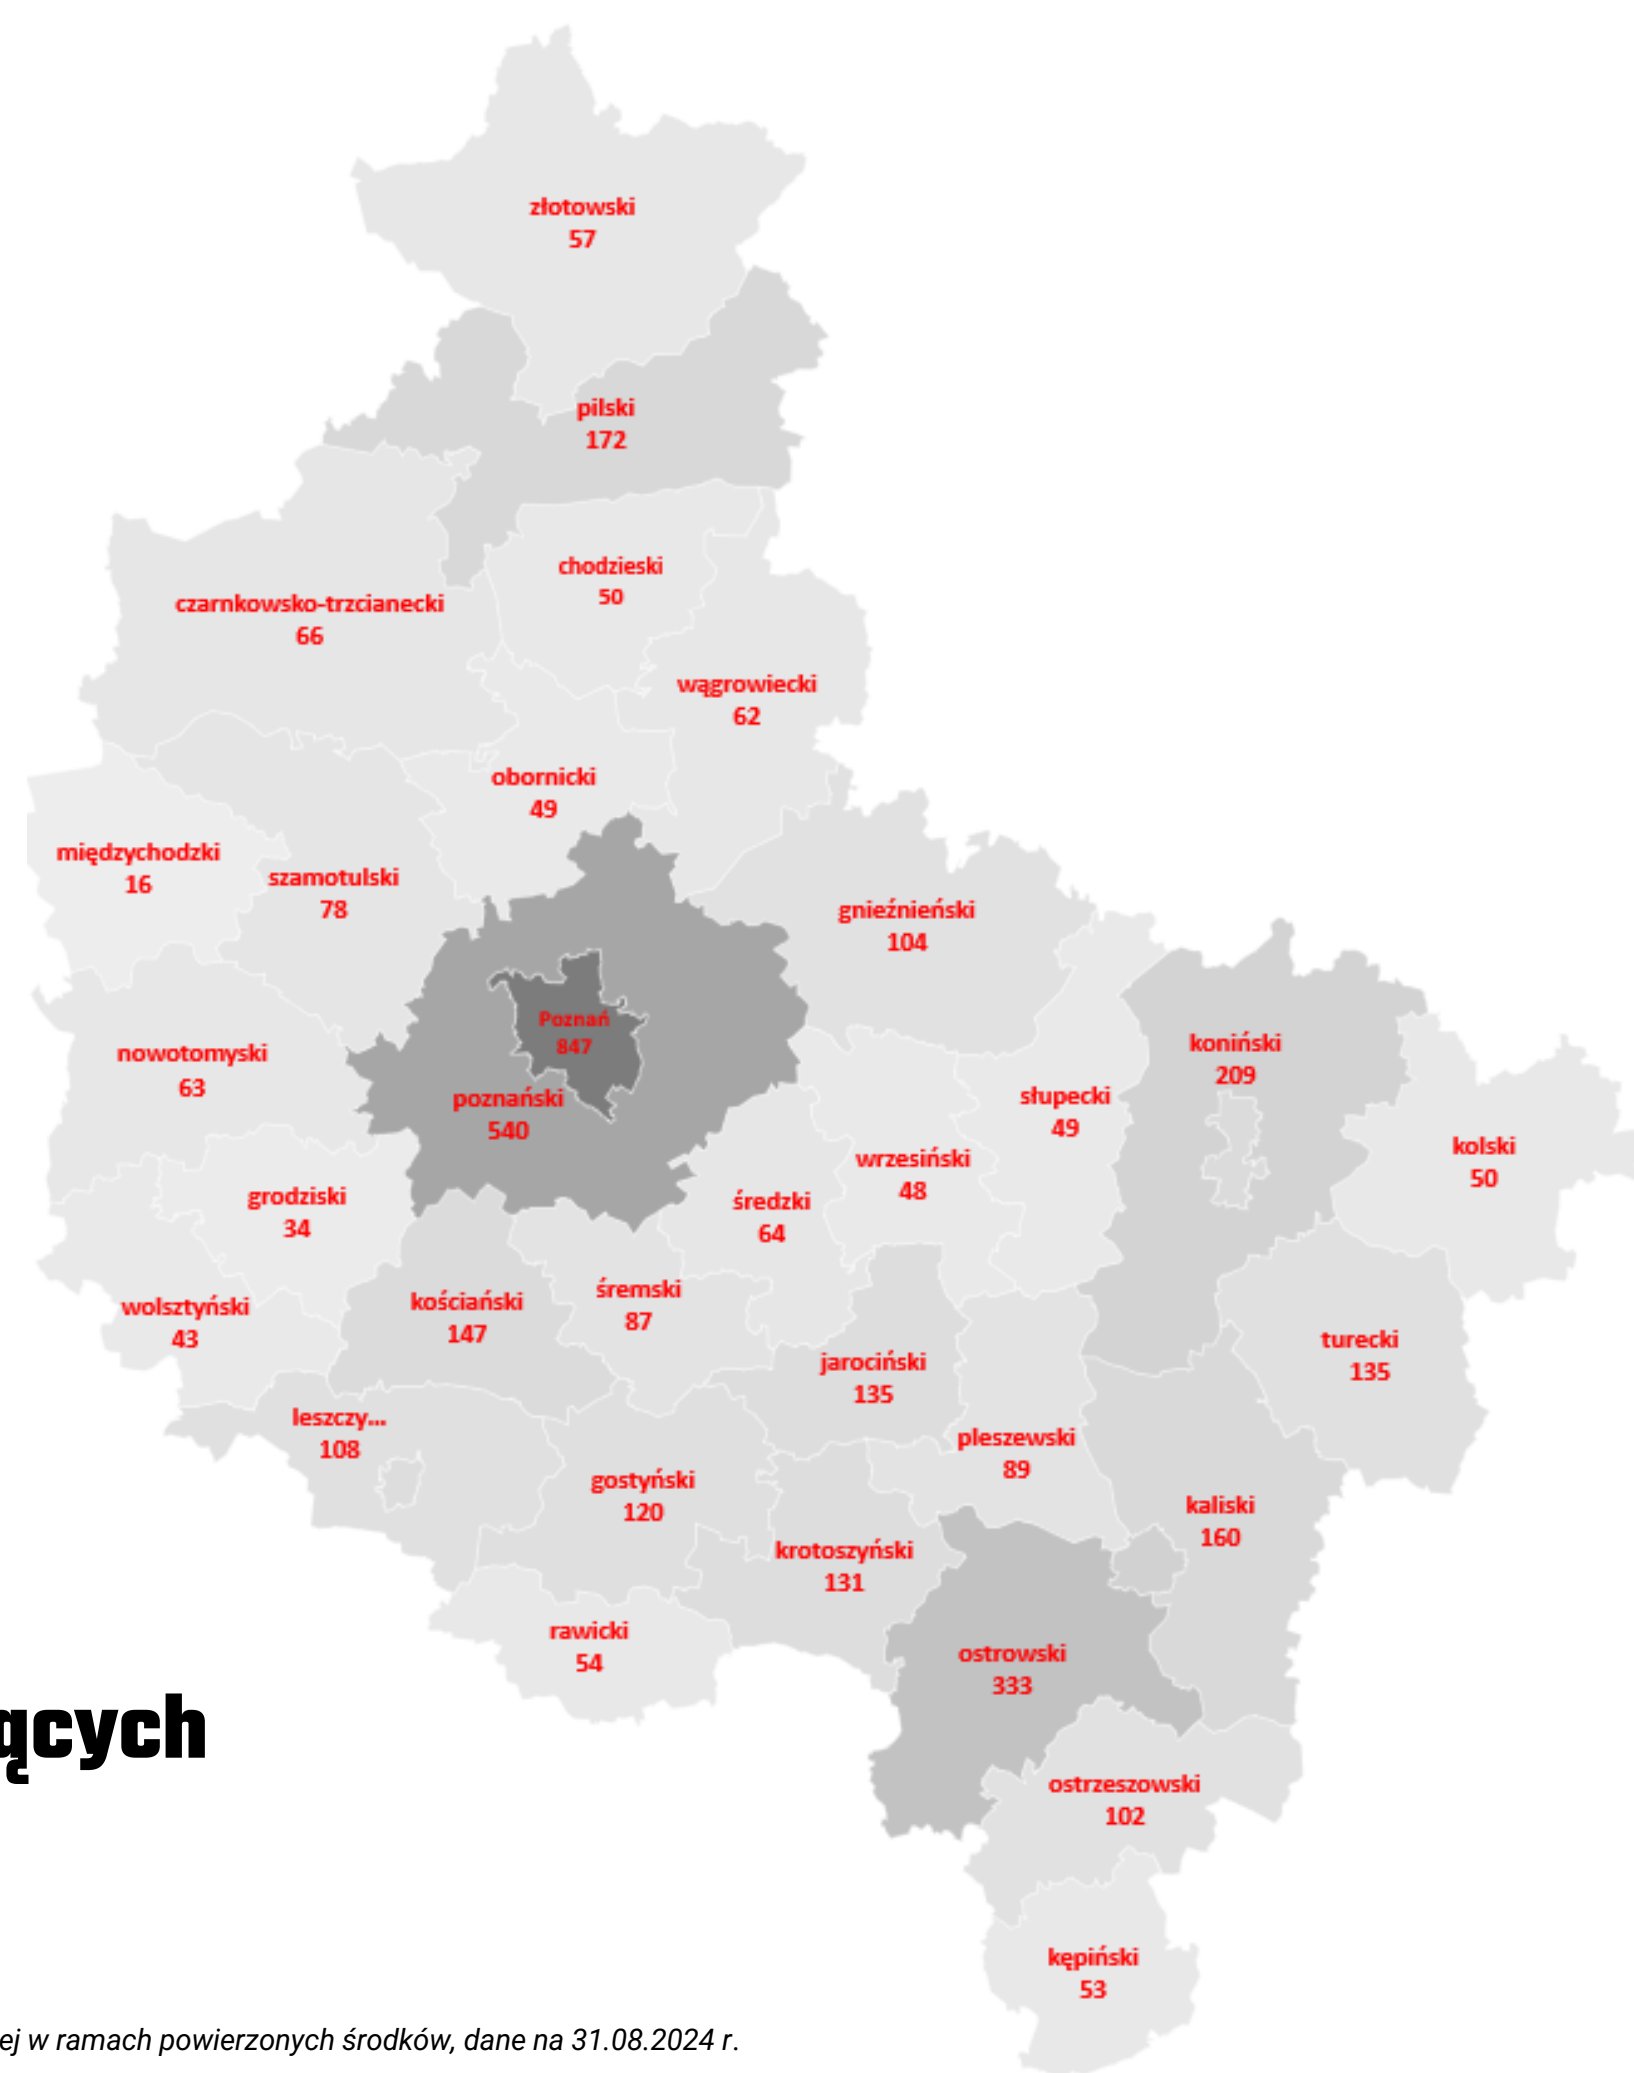 złotowski
57
pilski
172
chodzieski
50
czarnkowsko-trzcianecki
66
wągrowiecki
62
obornicki
49
międzychodzki
16
szamotulski
78
gnieźnieński
104
Poznań
847
nowotomyski
63
koniński
209
poznański
540
słupecki
49
kolski
50
wrzesiński
48
grodziski
34
średzki
64
śremski
87
kościański
147
wolsztyński
43
turecki
135
jarociński
135
leszczy...
108
pleszewski
89
gostyński
120
kaliski
160
krotoszyński
131
rawicki
54
ostrowski
333
ących
ostrzeszowski
102
kępiński
53
ej w ramach powierzonych środków, dane na 31.08.2024 r.